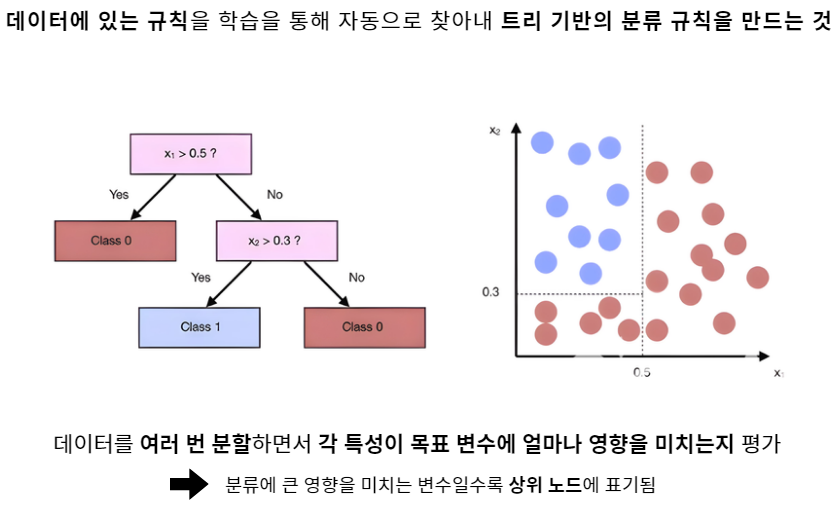 데이터에 있는 규칙을 학습을 통해 자동으로 찾아내 트리 기반의 분류 규칙을 만드는 것
x₁ > 0.5 ?
Yes
No
Class 0
x₂ > 0.3 ?
Yes
No
Class 1
Class 0
x₂
0.3
0.5
x₁
데이터를 여러 번 분할하면서 각 특성이 목표 변수에 얼마나 영향을 미치는지 평가
분류에 큰 영향을 미치는 변수일수록 상위 노드에 표기됨